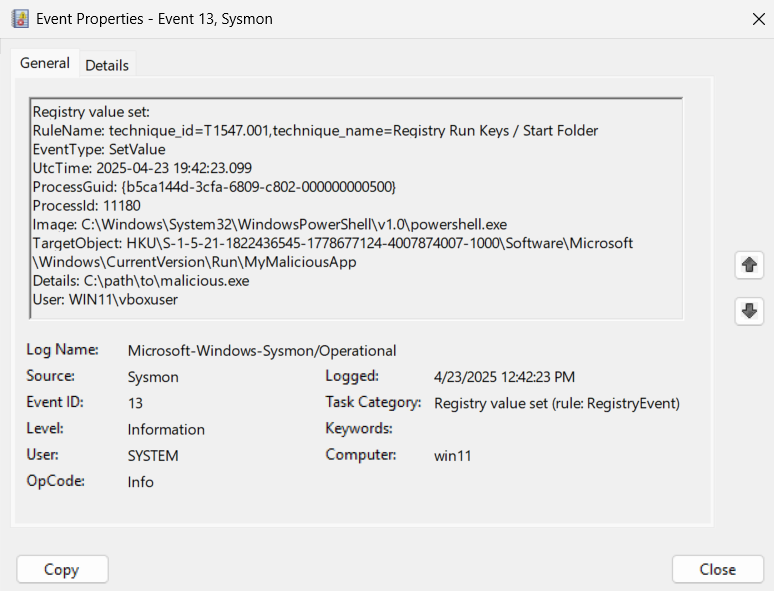 Event Properties - Event 13, Sysmon
General Details
Registry value set:
RuleName: technique_id=T1547.001,technique_name=Registry Run Keys / Start Folder
EventType: SetValue
UtcTime: 2025-04-23 19:42:23.099
ProcessGuid: {b5ca144d-3cfa-6809-c802-000000000500}
ProcessId: 11180
Image: C:\Windows\System32\WindowsPowerShell\v1.0\powershell.exe
TargetObject: HKU\S-1-5-21-1822436545-1778677124-4007874007-1000\Software\Microsoft
\Windows\CurrentVersion\Run\MyMaliciousApp
Details: C:\path\to\malicious.exe
User: WIN11\vboxuser
Log Name: Microsoft-Windows-Sysmon/Operational
Source: Sysmon Logged: 4/23/2025 12:42:23 PM
Event ID: 13 Task Category: Registry value set (rule: RegistryEvent)
Level: Information Keywords:
User: SYSTEM Computer: win11
OpCode: Info
Copy Close